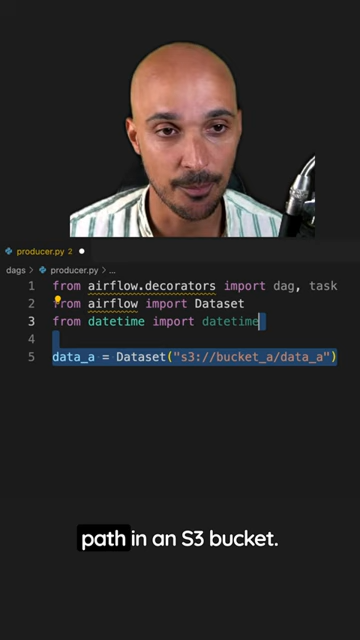 producer.py 2
dags > producer.py > ...
1 from airflow.decorators import dag, task
2 from airflow import Dataset
3 from datetime import datetime
4
5 data_a = Dataset("s3://bucket_a/data_a")
path in an S3 bucket.